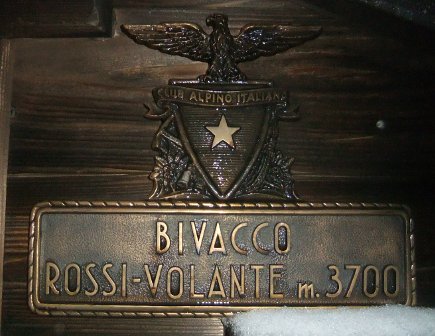 CLUB ALPINO ITALIANO
BIVACCO
ROSSI-VOLANTE m. 3700